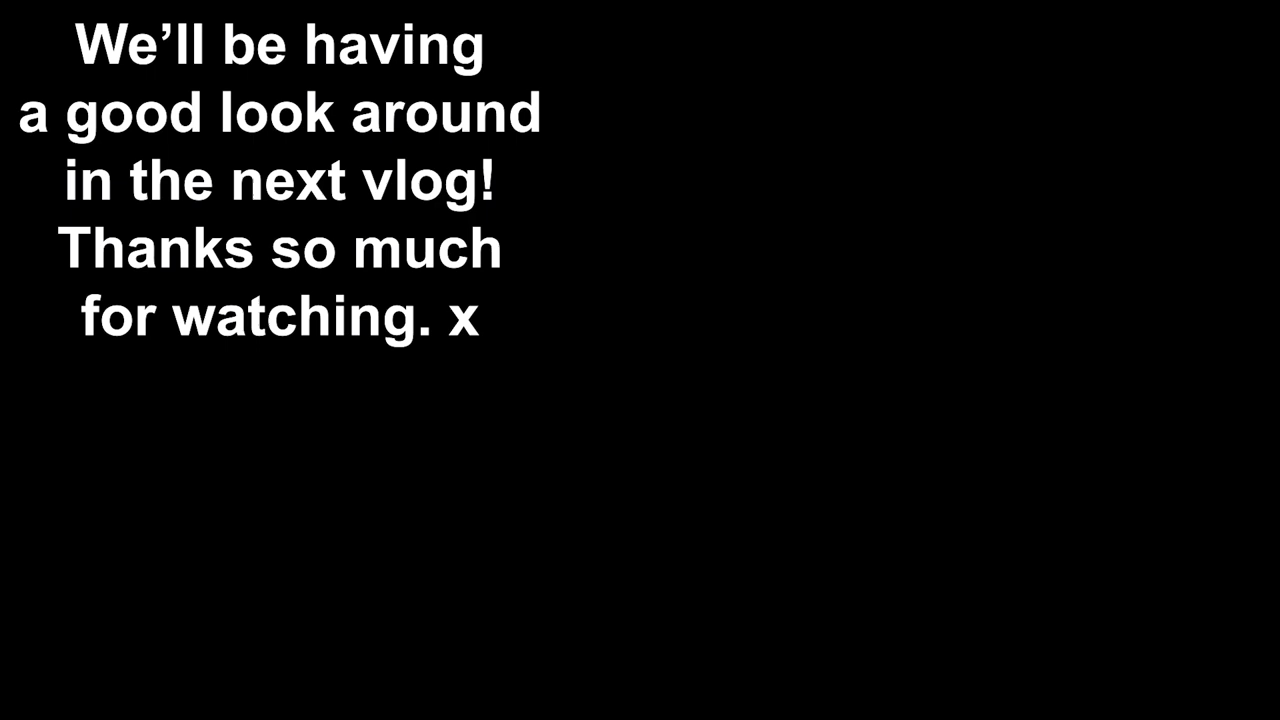 We’ll be having
a good look around
in the next vlog!
Thanks so much
for watching. x